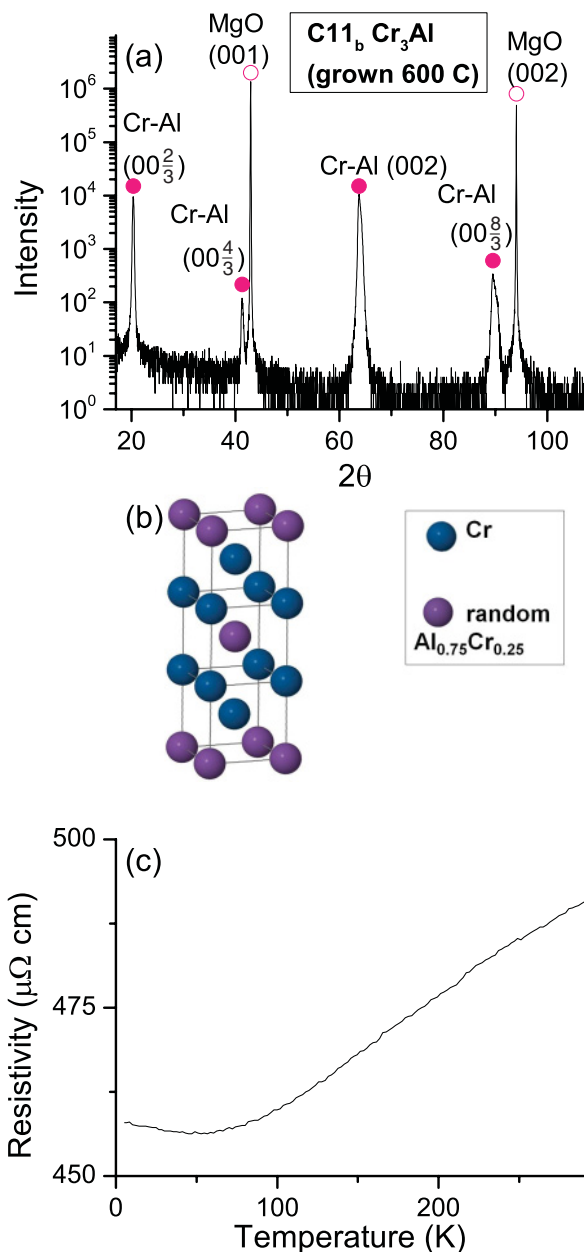 (a)
MgO
(001)
C11b Cr3Al
(grown 600 C)
MgO
(002)
Cr-Al
(00 2/3)
Cr-Al
(00 4/3)
Cr-Al (002)
Cr-Al
(00 8/3)
Intensity
10^6
10^5
10^4
10^3
10^2
10^1
10^0
20 40 60 80 100
2θ
(b)
Cr
random
Al0.75Cr0.25
(c)
Resistivity (μΩ cm)
500
475
450
0 100 200
Temperature (K)